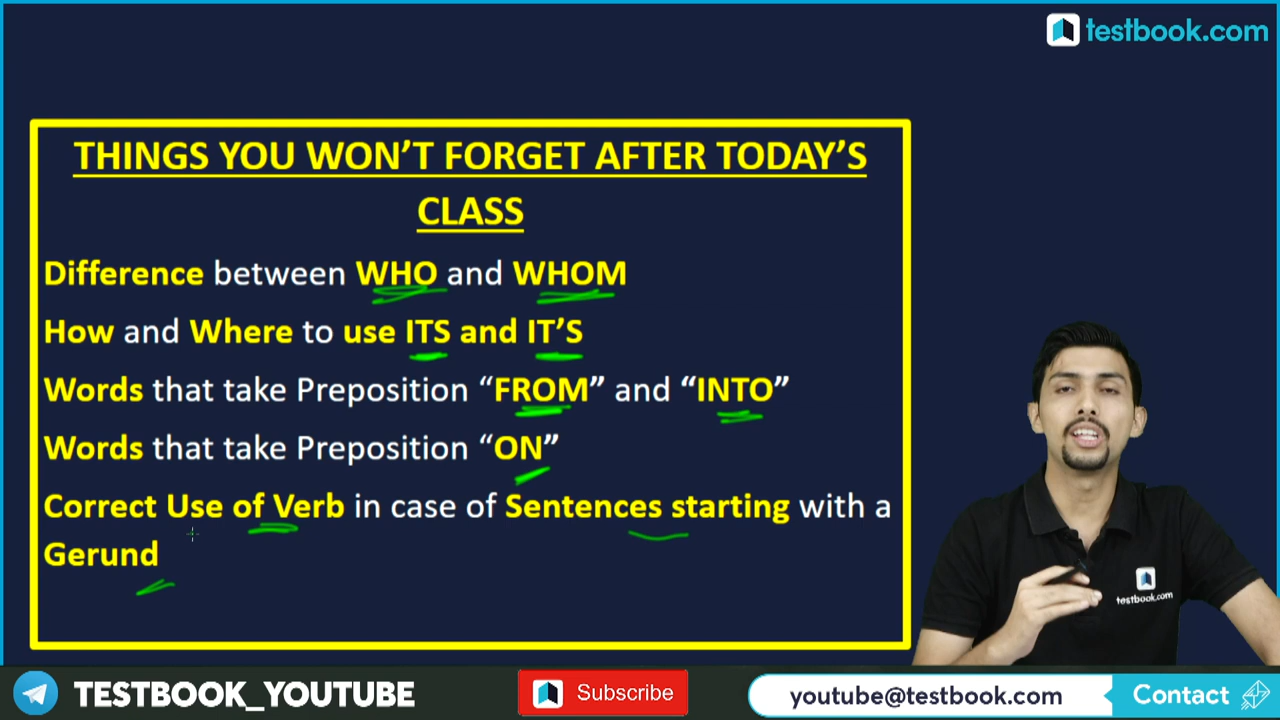 testbook.com
THINGS YOU WON'T FORGET AFTER TODAY'S
CLASS
Difference between WHO and WHOM
How and Where to use ITS and IT'S
Words that take Preposition “FROM” and “INTO”
Words that take Preposition “ON”
Correct Use of Verb in case of Sentences starting with a
Gerund
testbook.com
TESTBOOK_YOUTUBE
Subscribe
youtube@testbook.com
Contact